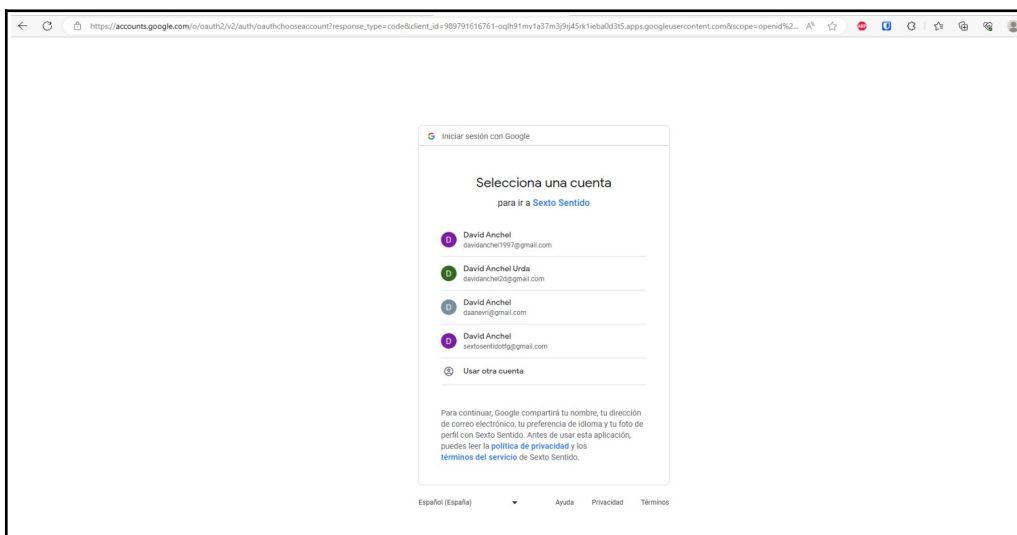 https://accounts.google.com/o/oauth2/v2/auth/oauthchooseaccount?response_type=code&client_id=989791616761-oqlh91mv1a37m3j9rj45rk1ieba0d3t5.apps.googleusercontent.com&scope=openid%2...
G Iniciar sesión con Google
Selecciona una cuenta
para ir a Sexto Sentido
D David Anchel
davidanchel1997@gmail.com
D David Anchel Urda
davidanchel2d@gmail.com
D David Anchel
daanevri@gmail.com
D David Anchel
sextosentidotfg@gmail.com
Usar otra cuenta
Para continuar, Google compartirá tu nombre, tu dirección
de correo electrónico, tu preferencia de idioma y tu foto de
perfil con Sexto Sentido. Antes de usar esta aplicación,
puedes leer la política de privacidad y los
términos del servicio de Sexto Sentido.
Español (España) Ayuda Privacidad Términos